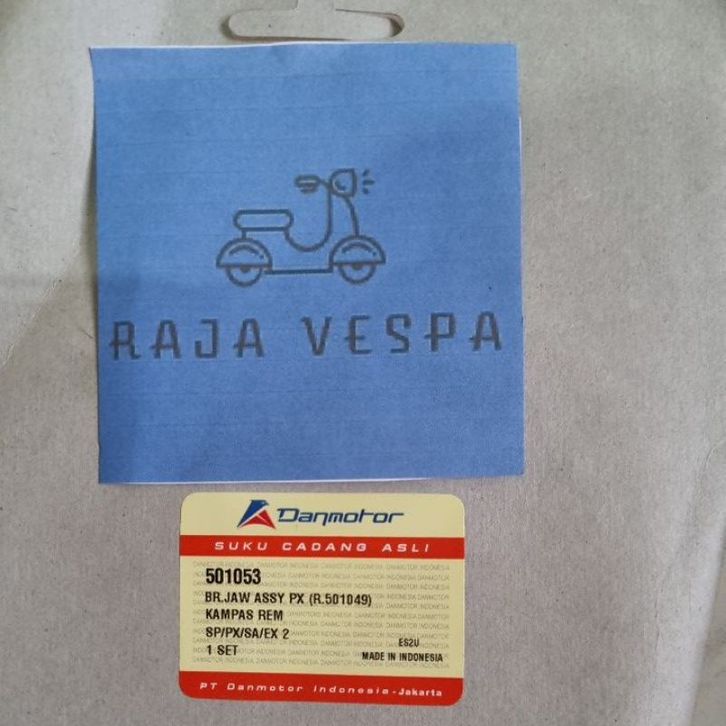 RAJA VESPA
Danmotor
SUKU CADANG ASLI
501053
BR.JAW ASSY PX (R.501049)
KAMPAS REM
SP/PX/SA/EX 2
ES2U
1 SET
MADE IN INDONESIA
PT Danmotor Indonesia - Jakarta